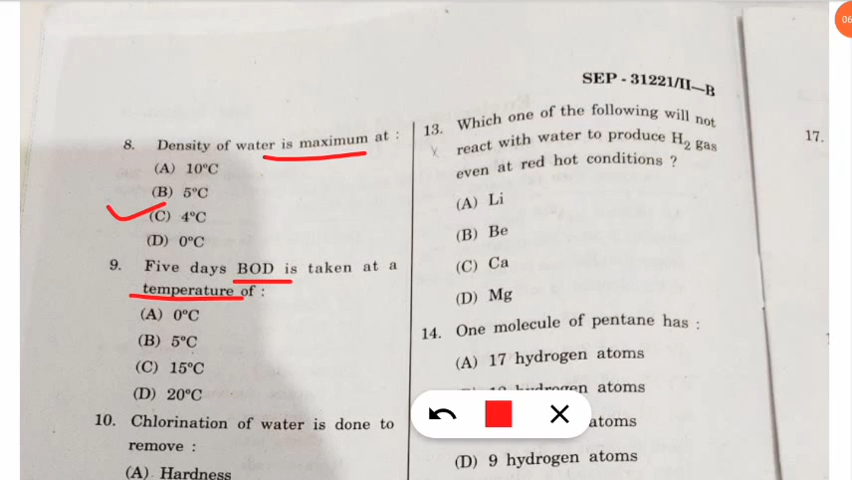 06
SEP - 31221/II—B
8. Density of water is maximum at :
(A) 10°C
(B) 5°C
(C) 4°C
(D) 0°C
9. Five days BOD is taken at a
temperature of :
(A) 0°C
(B) 5°C
(C) 15°C
(D) 20°C
10. Chlorination of water is done to
remove :
(A) Hardness
13. Which one of the following will not
react with water to produce H₂ gas
even at red hot conditions ?
(A) Li
(B) Be
(C) Ca
(D) Mg
14. One molecule of pentane has :
(A) 17 hydrogen atoms
hydrogen atoms
atoms
(D) 9 hydrogen atoms
17.